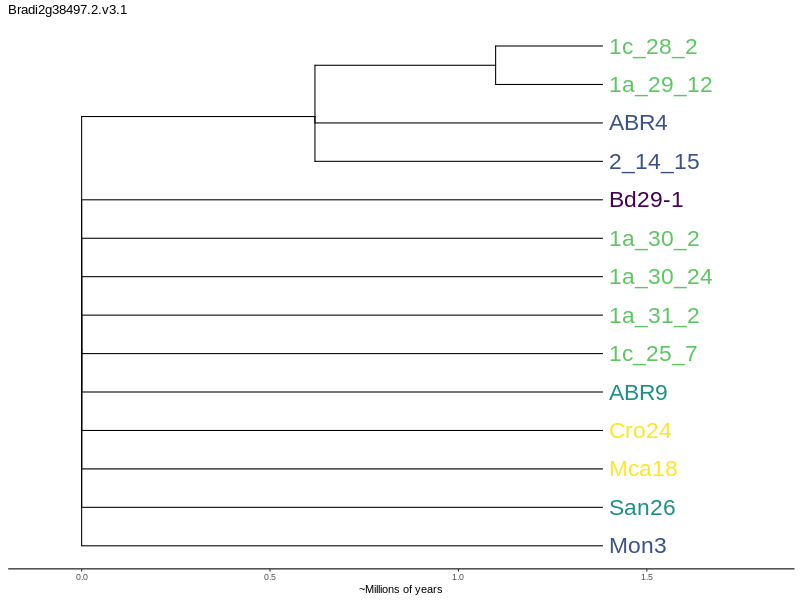 Bradi2g38497.2.v3.1
1c_28_2
1a_29_12
ABR4
2_14_15
Bd29-1
1a_30_2
1a_30_24
1a_31_2
1c_25_7
ABR9
Cro24
Mca18
San26
Mon3
0.0 0.5 1.0 1.5
~Millions of years